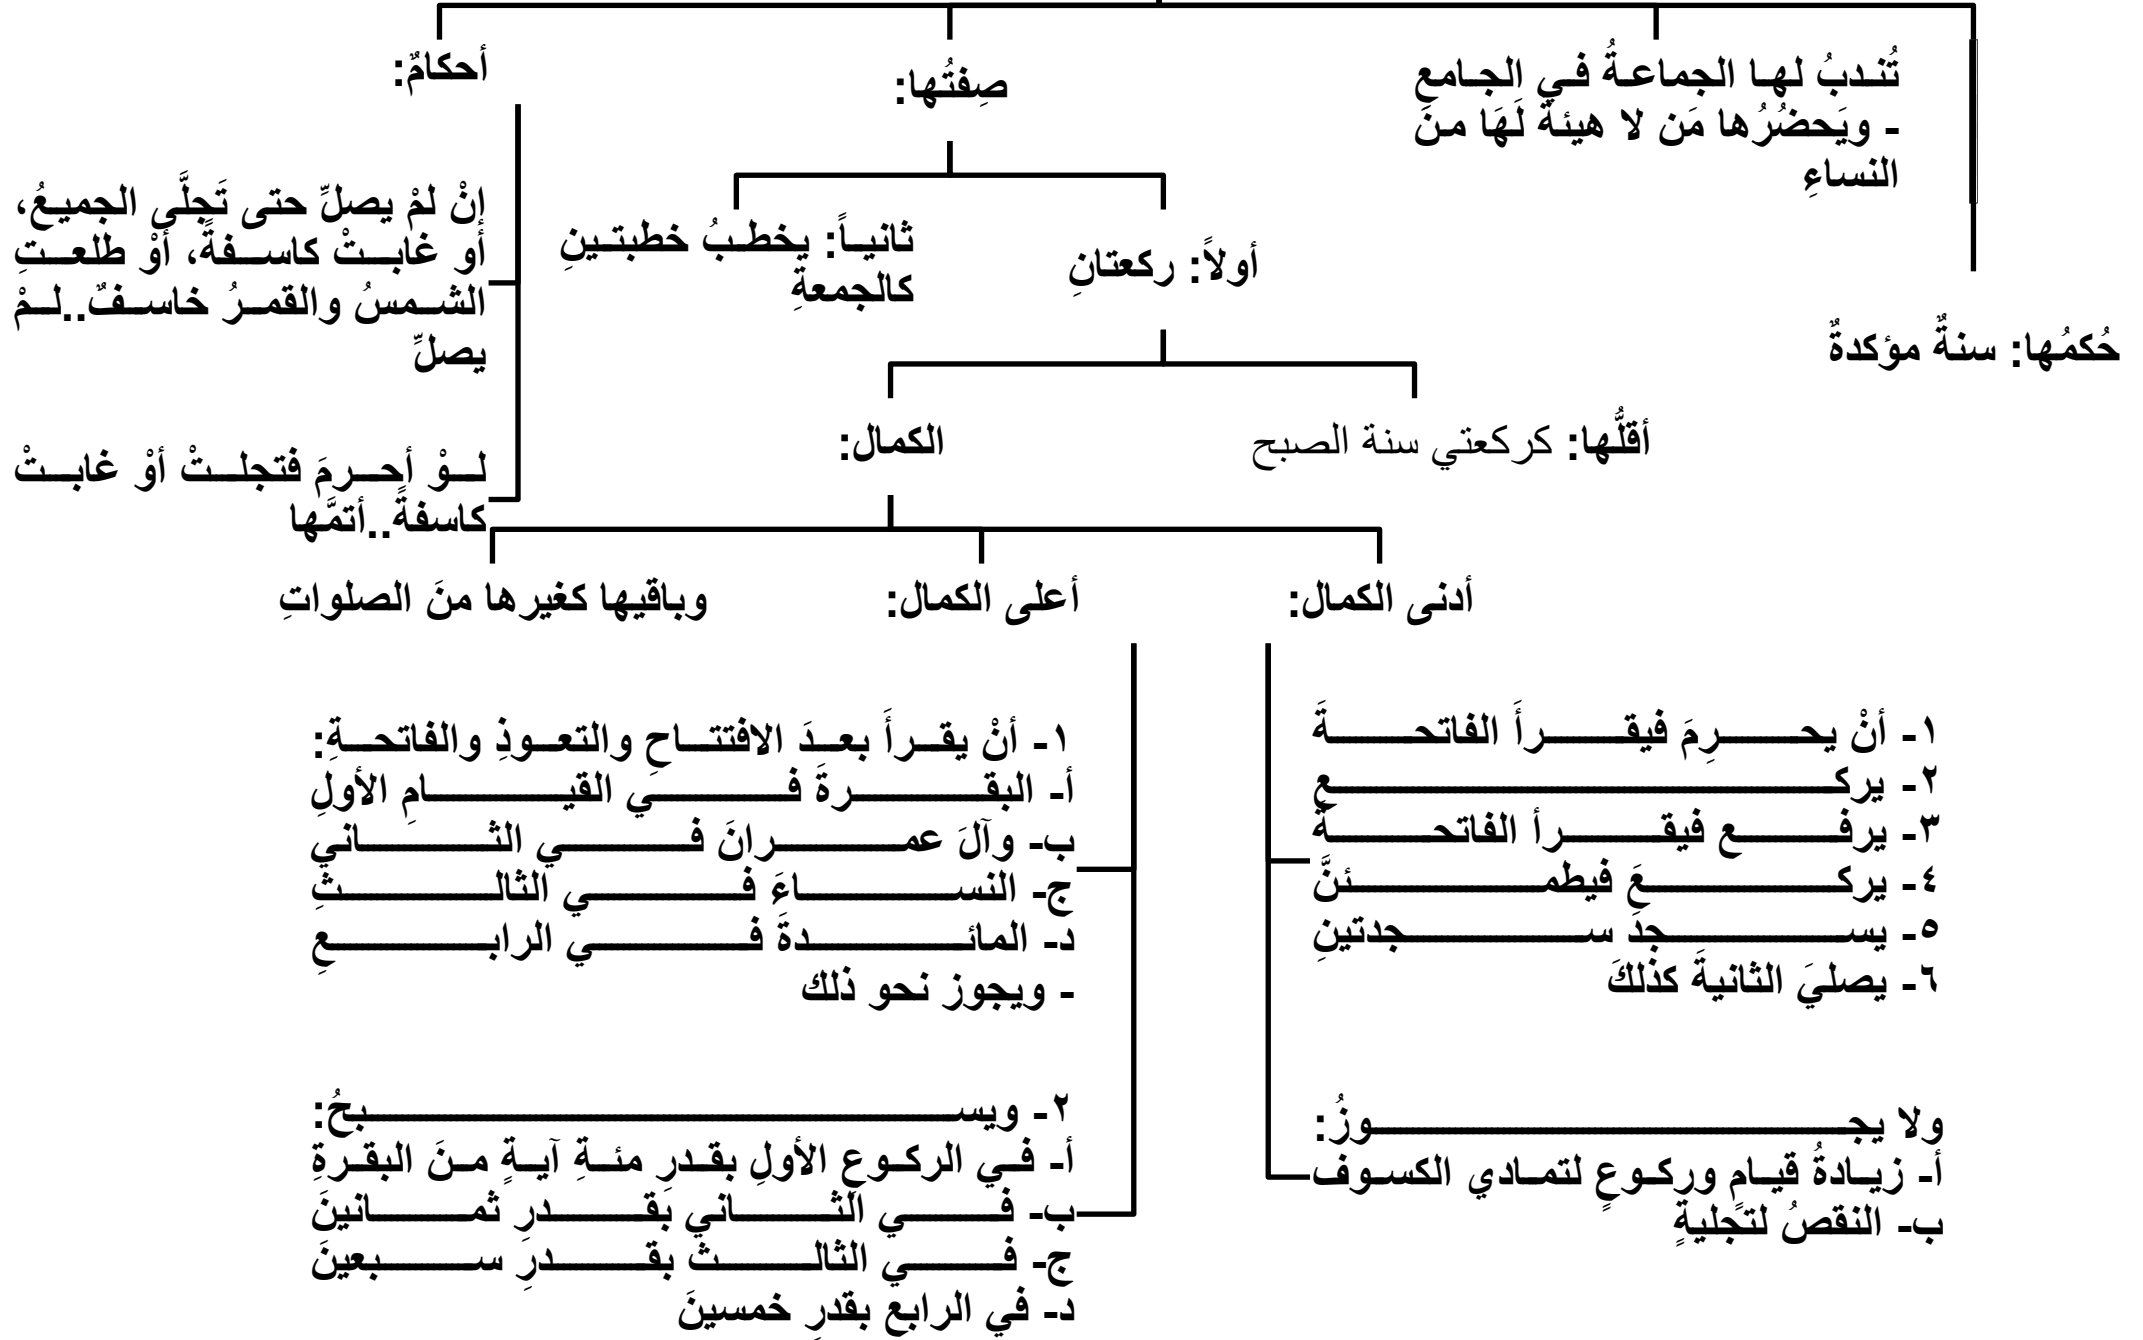 حُكمُها: سنةٌ مؤكدةٌ
تُندبُ لها الجماعةُ في الجامعِ
- ويَحضُرُها مَن لا هيئةَ لَهَا منَ
النساءِ
صِفتُها:
أولاً: ركعتانِ
أقلُّها: كركعتي سنة الصبح
الكمال:
أدنى الكمال:
١- أنْ يحرِمَ فيقرأَ الفاتحةَ
٢- يركع
٣- يرفع فيقرأ الفاتحةَ
٤- يركعَ فيطمئنَّ
٥- يسجدَ سجدتينِ
٦- يصليَ الثانيةَ كذلكَ
ولا يجوزُ:
أ- زيادةُ قيامٍ وركوعٍ لتمادي الكسوف
ب- النقصُ لتجليةٍ
أعلى الكمال:
١- أنْ يقرأَ بعدَ الافتتاحِ والتعوذِ والفاتحةِ:
أ- البقرةَ في القيامِ الأولِ
ب- وآلَ عمرانَ في الثاني
ج- النساءَ في الثالثِ
د- المائدةَ في الرابعِ
- ويجوز نحو ذلك
٢- ويسبحُ:
أ- في الركوعِ الأولِ بقدرِ مئةِ آيةٍ منَ البقرةِ
ب- في الثاني بقدرِ ثمانينَ
ج- في الثالث بقدرِ سبعينَ
د- في الرابع بقدرِ خمسينَ
وباقيها كغيرها منَ الصلواتِ
ثانياً: يخطبُ خطبتينِ
كالجمعةِ
أحكامٌ:
إنْ لمْ يصلِّ حتى تَجلَّى الجميعُ،
أو غابتْ كاسفةً، أوْ طلعتِ
الشمسُ والقمرُ خاسفٌ..لمْ
يصلِّ
لوْ أحرمَ فتجلتْ أوْ غابتْ
كاسفةً..أتمَّها